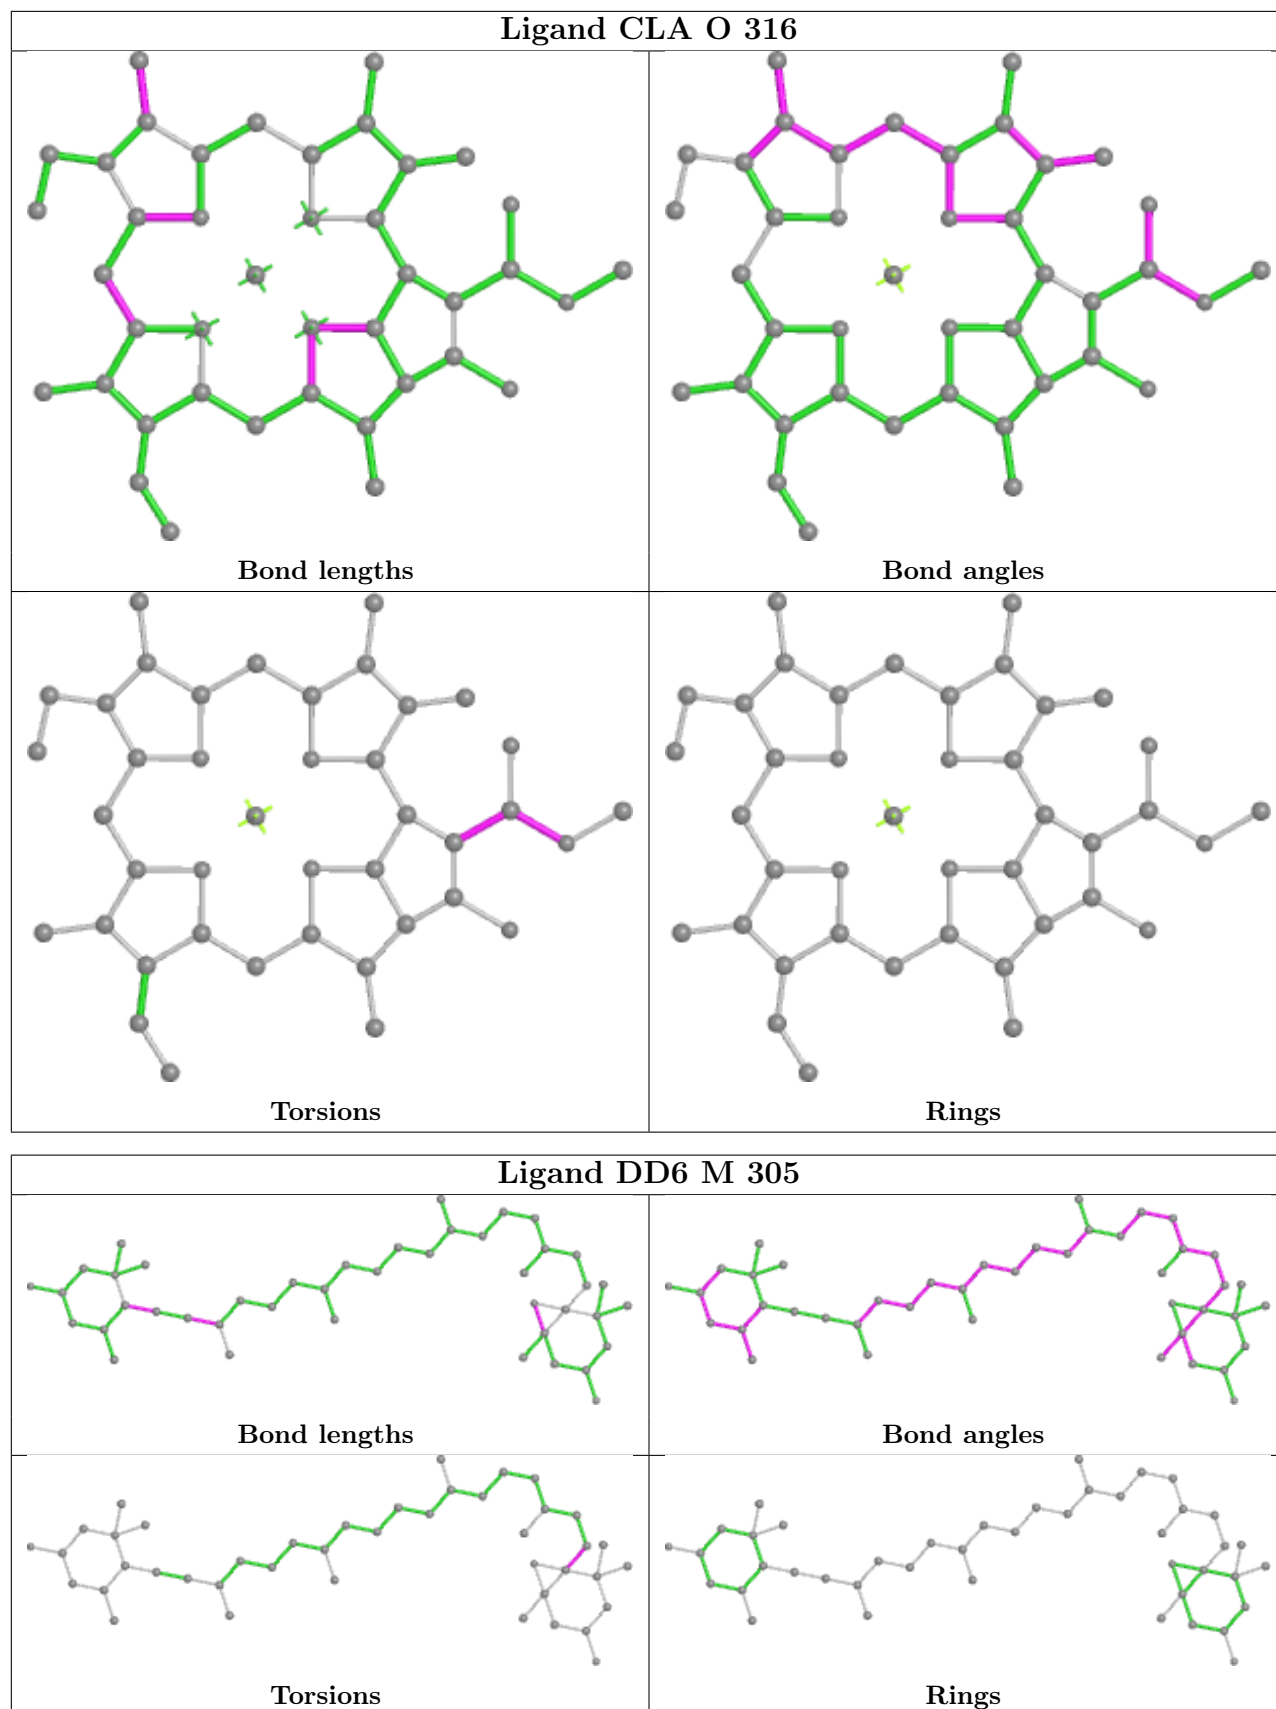 Ligand CLA O 316
Bond lengths
Bond angles
Torsions
Rings
Ligand DD6 M 305
Bond lengths
Bond angles
Torsions
Rings